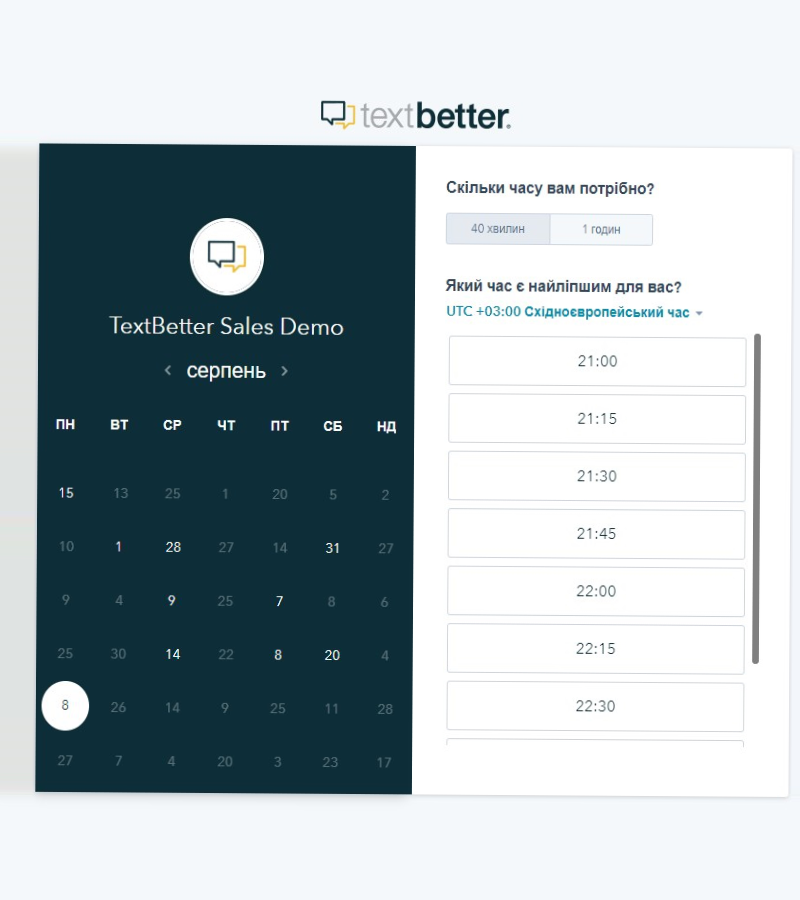 textbetter.
TextBetter Sales Demo
‹ серпень ›
ПН ВТ СР ЧТ ПТ СБ НД
15 13 25 1 20 5 2
10 1 28 27 14 31 27
9 4 9 25 7 8 6
25 30 14 22 8 20 4
8 26 14 9 25 11 28
27 7 4 20 3 23 17
Скільки часу вам потрібно?
40 хвилин 1 годин
Який час є найліпшим для вас?
UTC +03:00 Східноєвропейський час
21:00
21:15
21:30
21:45
22:00
22:15
22:30